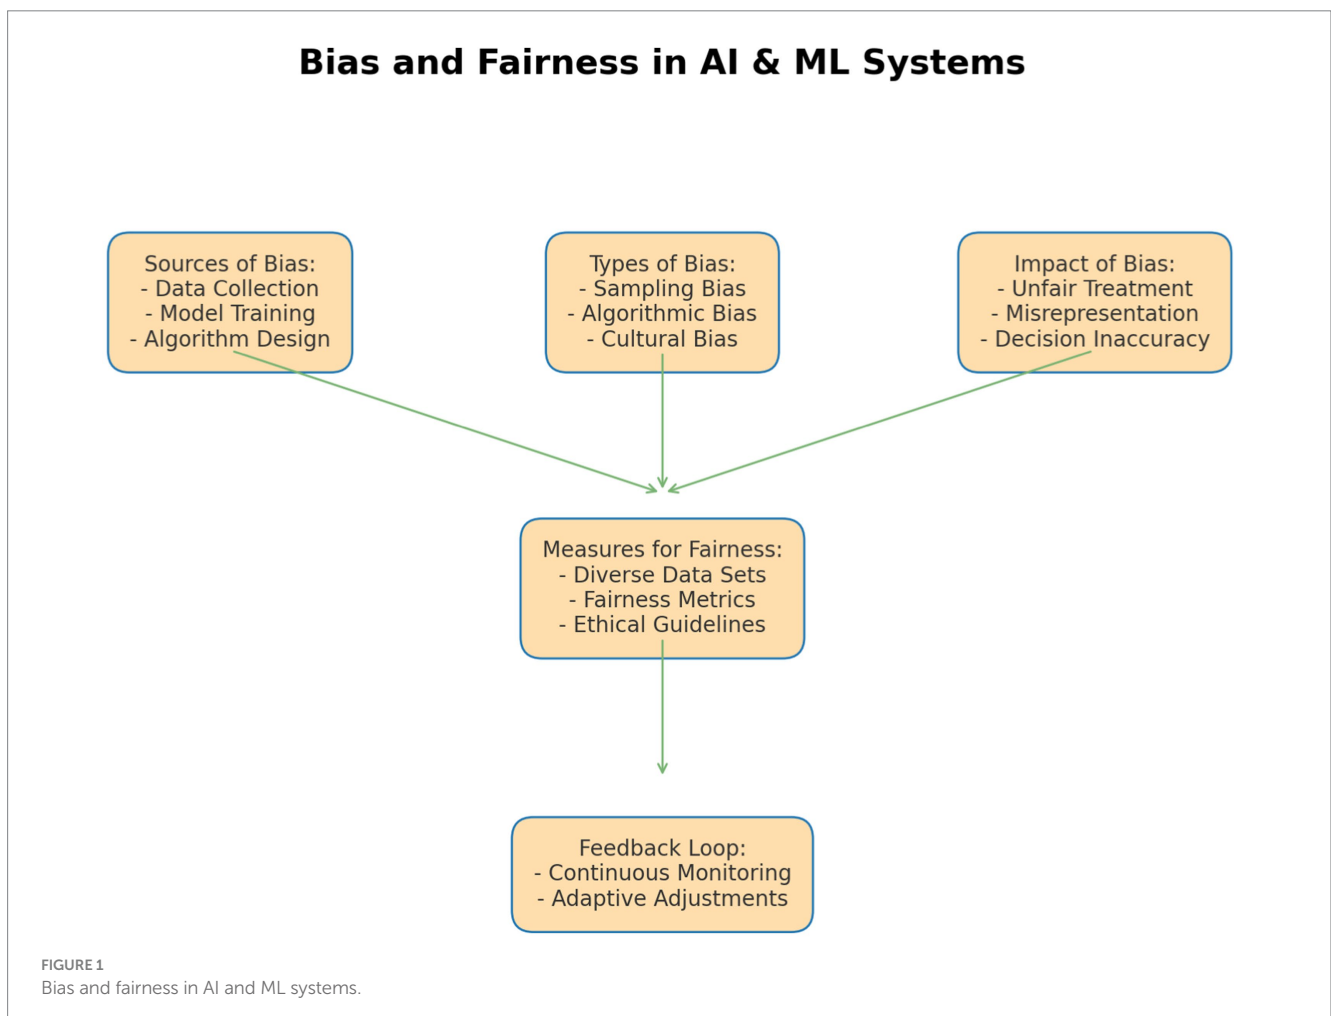 Bias and Fairness in AI & ML Systems
Sources of Bias:
- Data Collection
- Model Training
- Algorithm Design
Types of Bias:
- Sampling Bias
- Algorithmic Bias
- Cultural Bias
Impact of Bias:
- Unfair Treatment
- Misrepresentation
- Decision Inaccuracy
Measures for Fairness:
- Diverse Data Sets
- Fairness Metrics
- Ethical Guidelines
Feedback Loop:
- Continuous Monitoring
- Adaptive Adjustments
FIGURE 1
Bias and fairness in AI and ML systems.